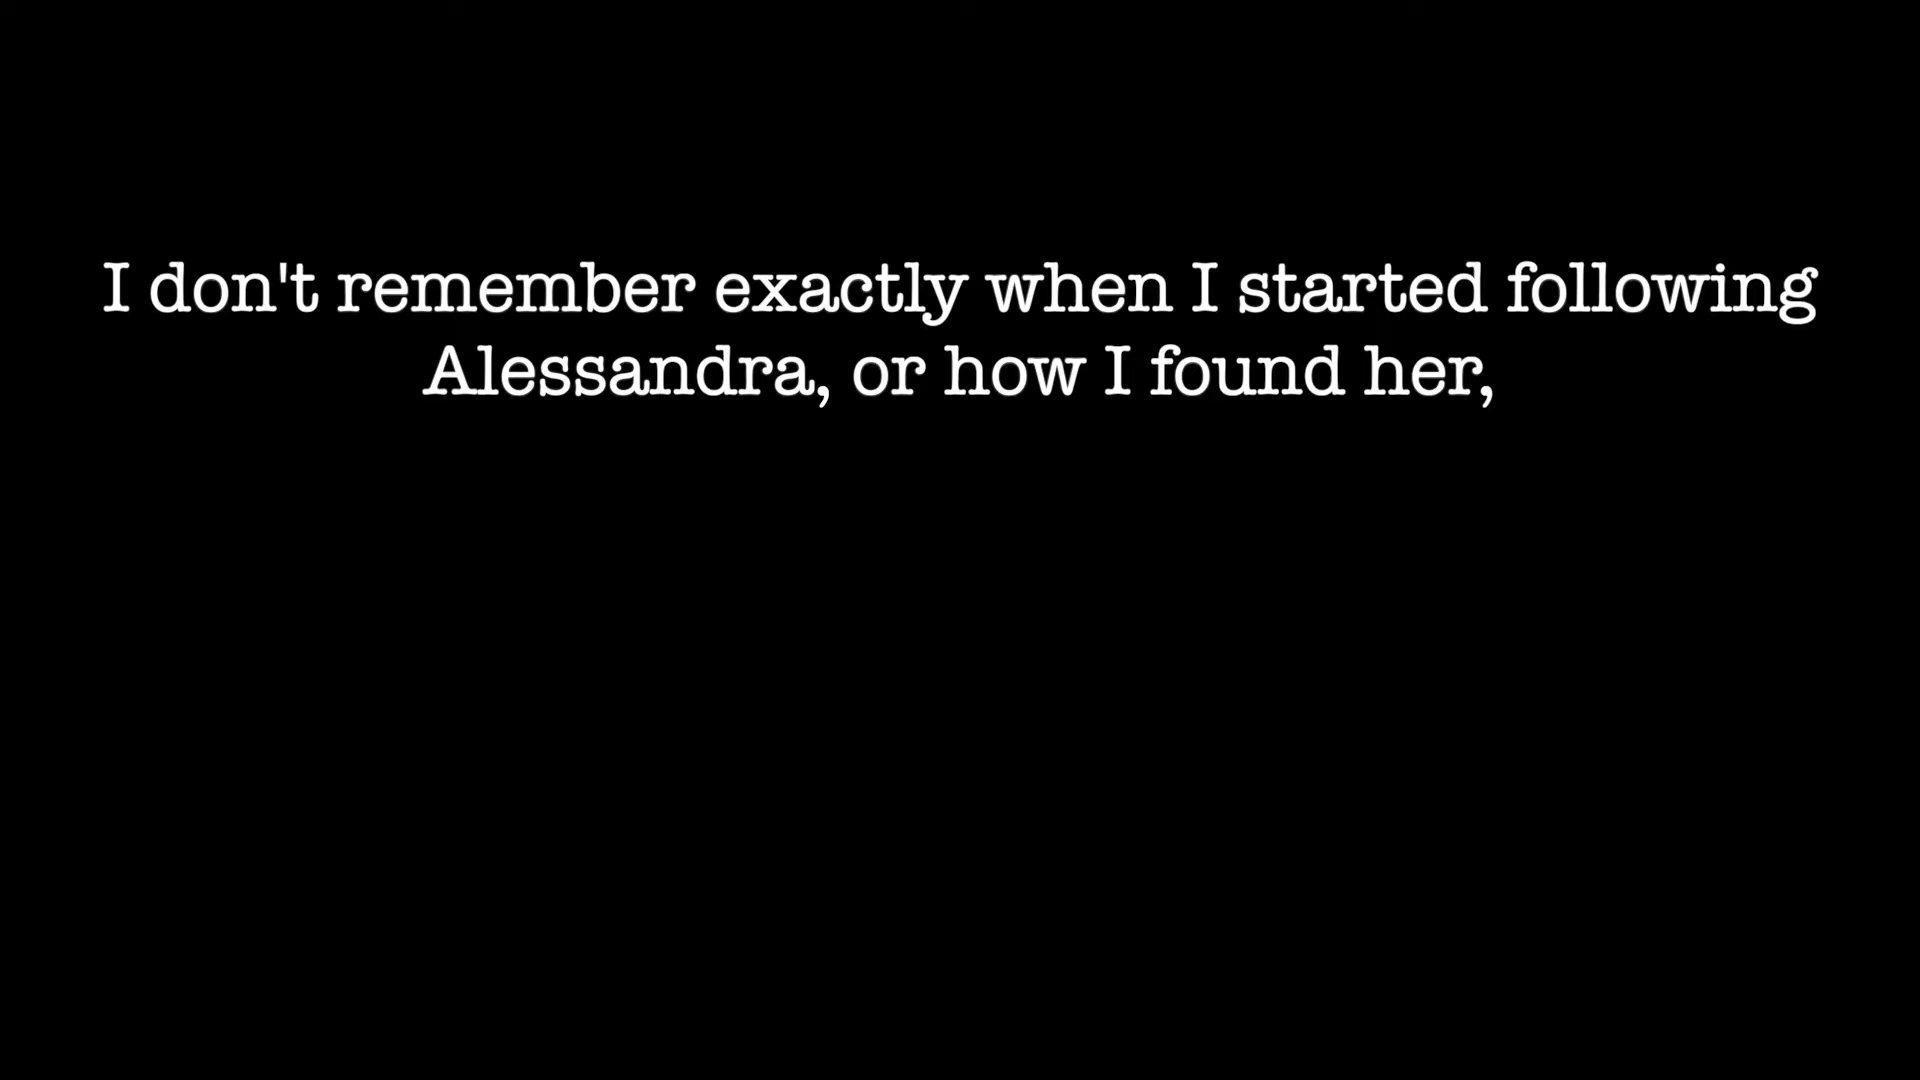 I don't remember exactly when I started following
Alessandra, or how I found her,